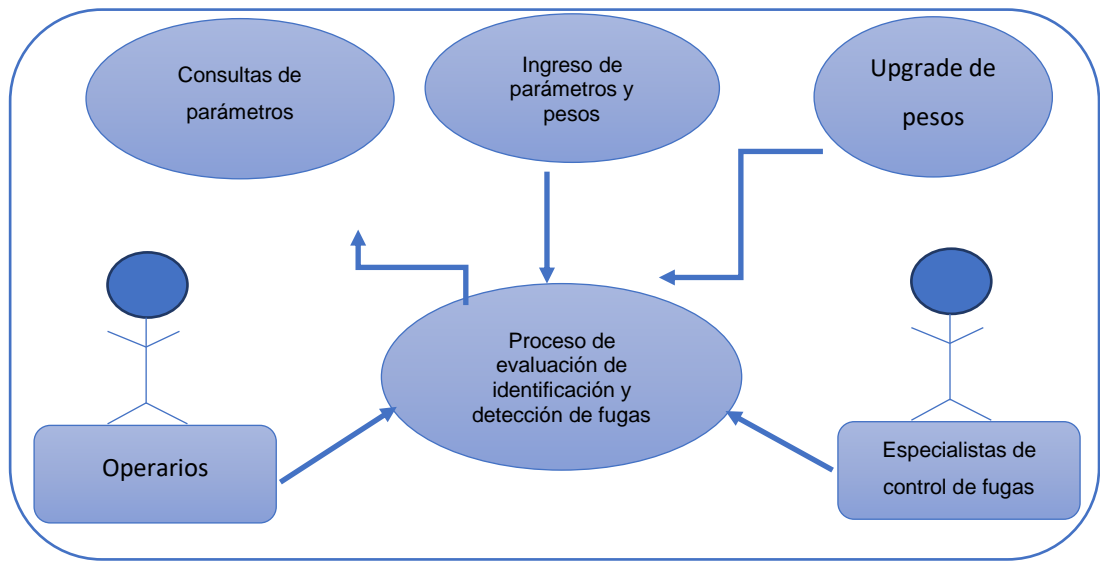 Consultas de
parámetros
Ingreso de
parámetros y
pesos
Upgrade de
pesos
Proceso de
evaluación de
identificación y
detección de fugas
Operarios
Especialistas de
control de fugas